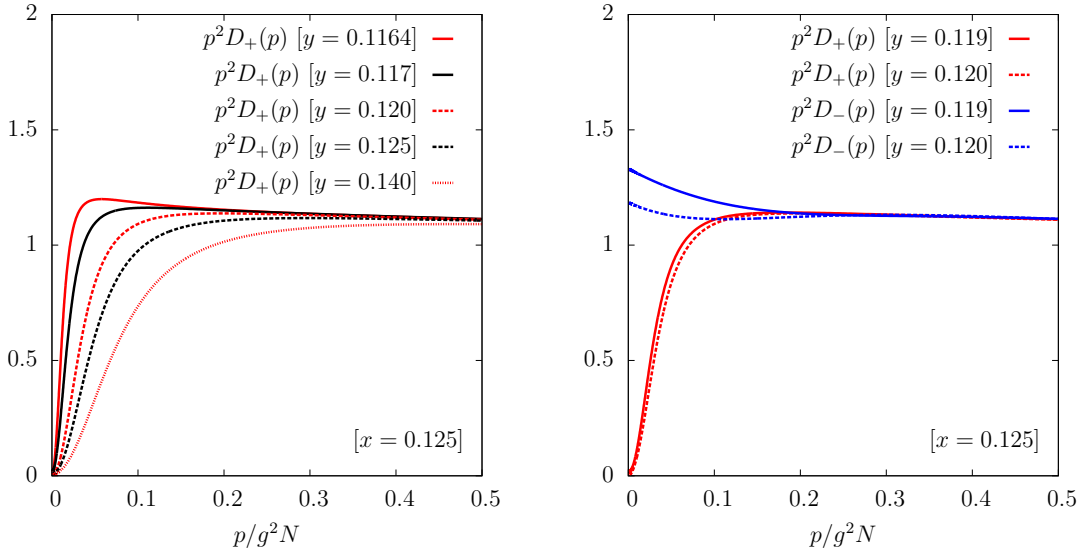 2
1.5
1
0.5
0
0 0.1 0.2 0.3 0.4 0.5
p/g²N
p²D₊(p) [y = 0.1164]
p²D₊(p) [y = 0.117]
p²D₊(p) [y = 0.120]
p²D₊(p) [y = 0.125]
p²D₊(p) [y = 0.140]
[x = 0.125]
2
1.5
1
0.5
0
0 0.1 0.2 0.3 0.4 0.5
p/g²N
p²D₊(p) [y = 0.119]
p²D₊(p) [y = 0.120]
p²D₋(p) [y = 0.119]
p²D₋(p) [y = 0.120]
[x = 0.125]